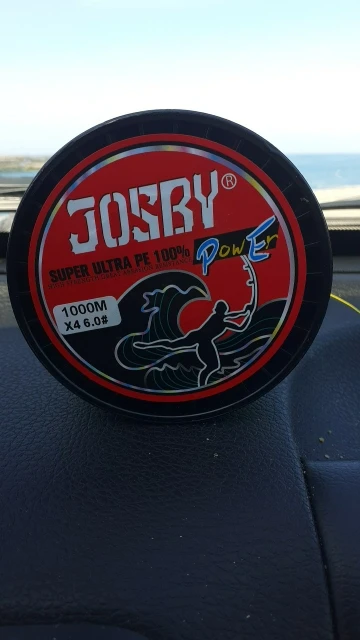 JOSBY®
PowEr
SUPER ULTRA PE 100%
1000M
X4 6.0#